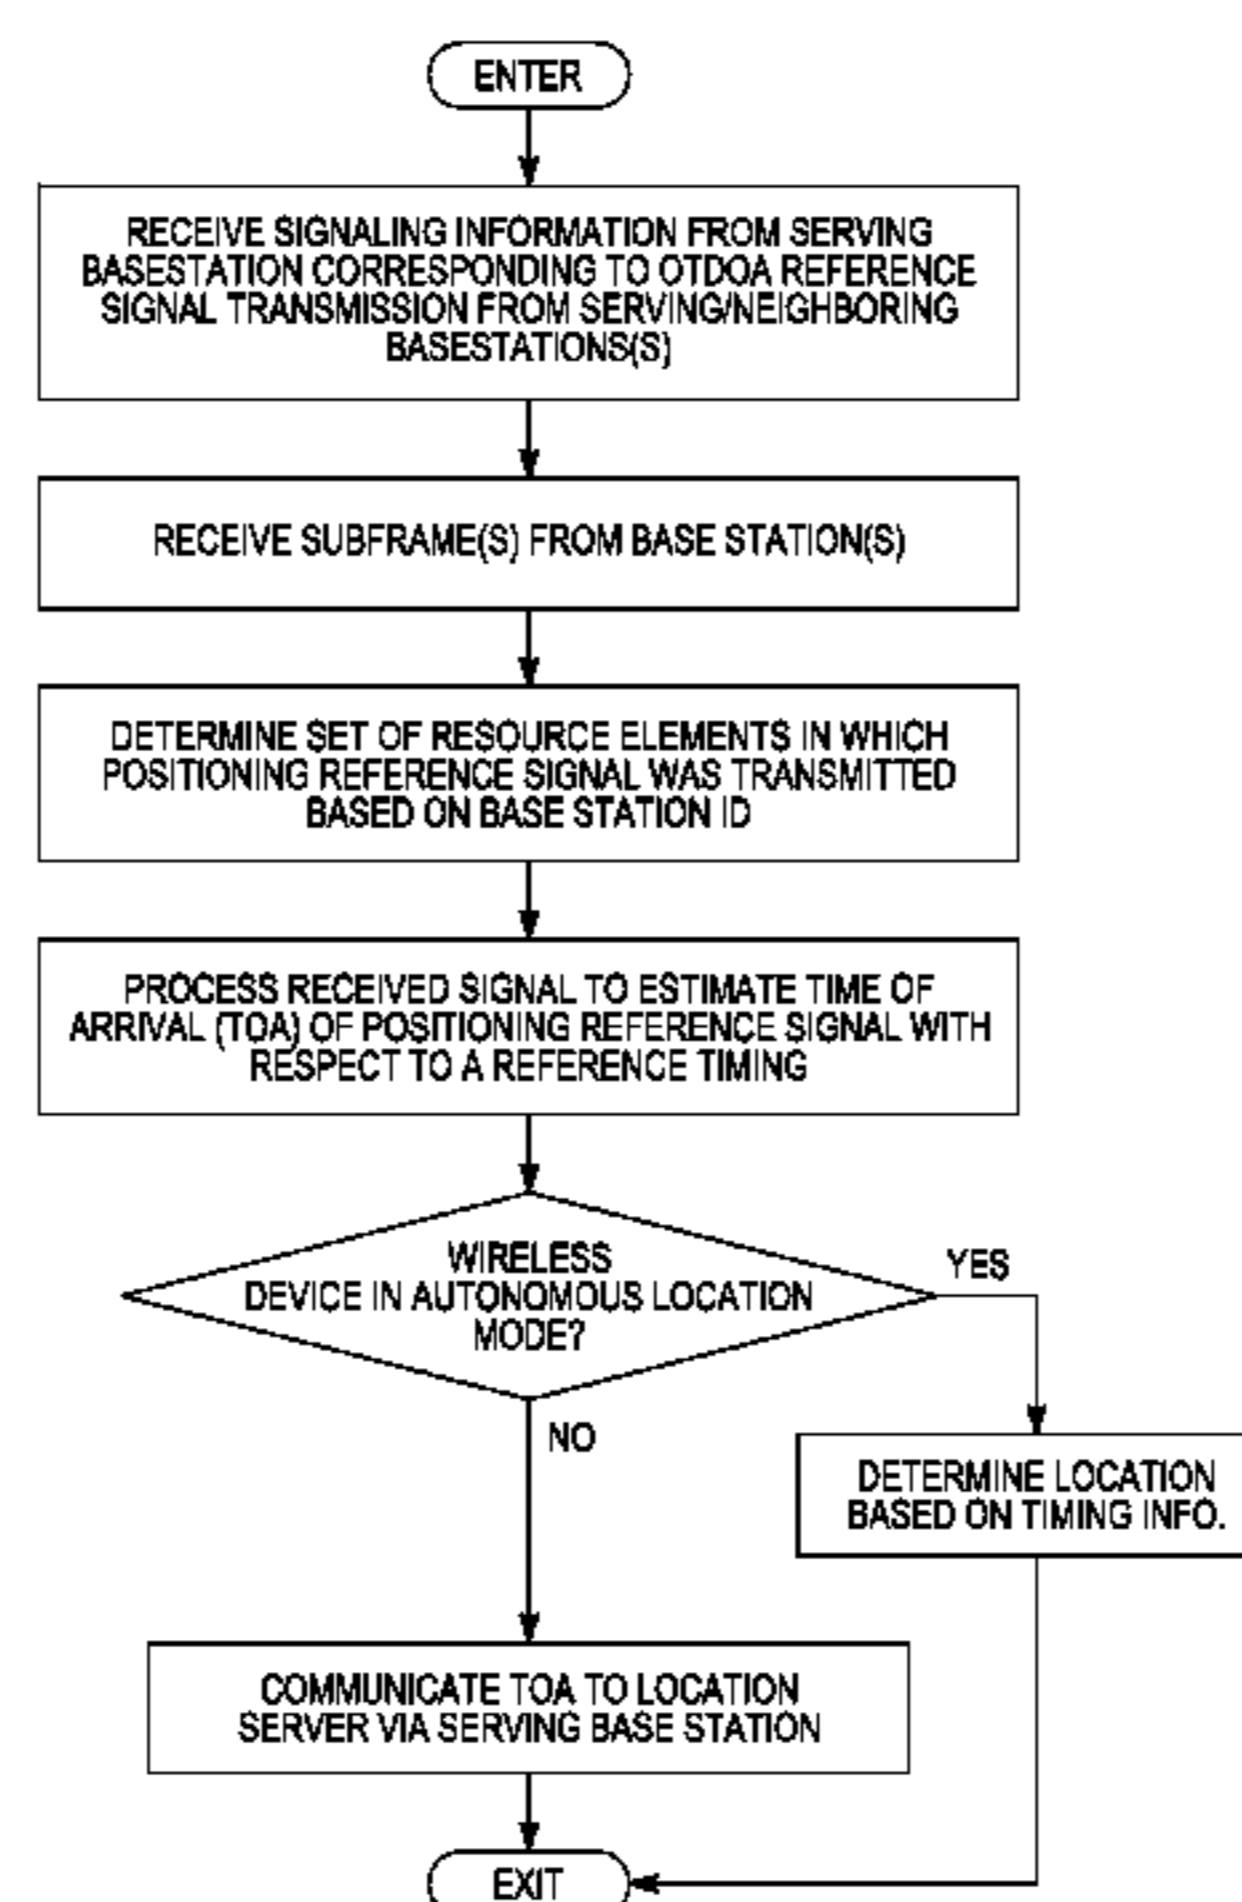 ENTER
RECEIVE SIGNALING INFORMATION FROM SERVING
BASESTATION CORRESPONDING TO OTDOA REFERENCE
SIGNAL TRANSMISSION FROM SERVING/NEIGHBORING
BASESTATIONS(S)
RECEIVE SUBFRAME(S) FROM BASE STATION(S)
DETERMINE SET OF RESOURCE ELEMENTS IN WHICH
POSITIONING REFERENCE SIGNAL WAS TRANSMITTED
BASED ON BASE STATION ID
PROCESS RECEIVED SIGNAL TO ESTIMATE TIME OF
ARRIVAL (TOA) OF POSITIONING REFERENCE SIGNAL WITH
RESPECT TO A REFERENCE TIMING
WIRELESS
DEVICE IN AUTONOMOUS LOCATION
MODE?
YES
NO
DETERMINE LOCATION
BASED ON TIMING INFO.
COMMUNICATE TOA TO LOCATION
SERVER VIA SERVING BASE STATION
EXIT